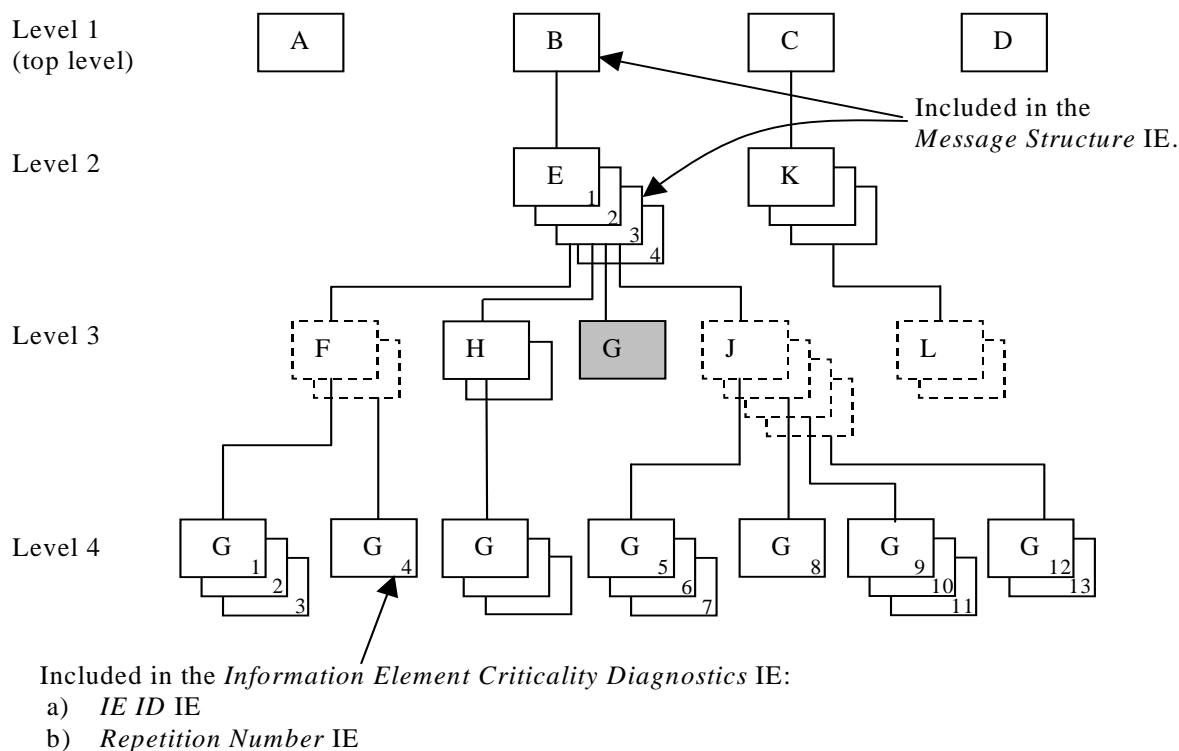 Level 1
(top level)
A
B
C
D
Included in the
Message Structure IE.
Level 2
E
1
2
3
4
K
Level 3
F
H
G
J
L
Level 4
G
1
2
3
G
4
G
G
5
6
7
G
8
G
9
10
11
G
12
13
Included in the Information Element Criticality Diagnostics IE:
a) IE ID IE
b) Repetition Number IE